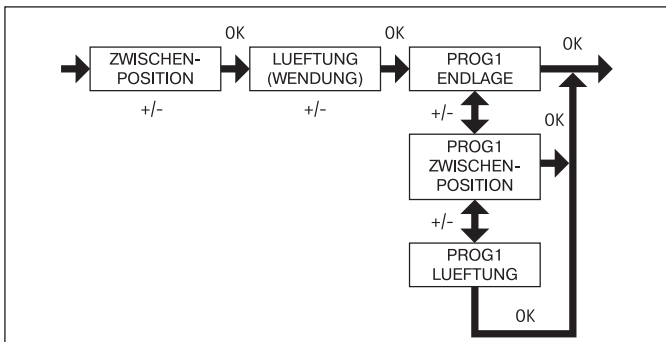 OK
OK
OK
ZWISCHEN-
POSITION
LUEFTUNG
(WENDUNG)
PROG1
ENDLAGE
+/-
+/-
+/-
OK
PROG1
ZWISCHEN-
POSITION
+/-
PROG1
LUEFTUNG
OK